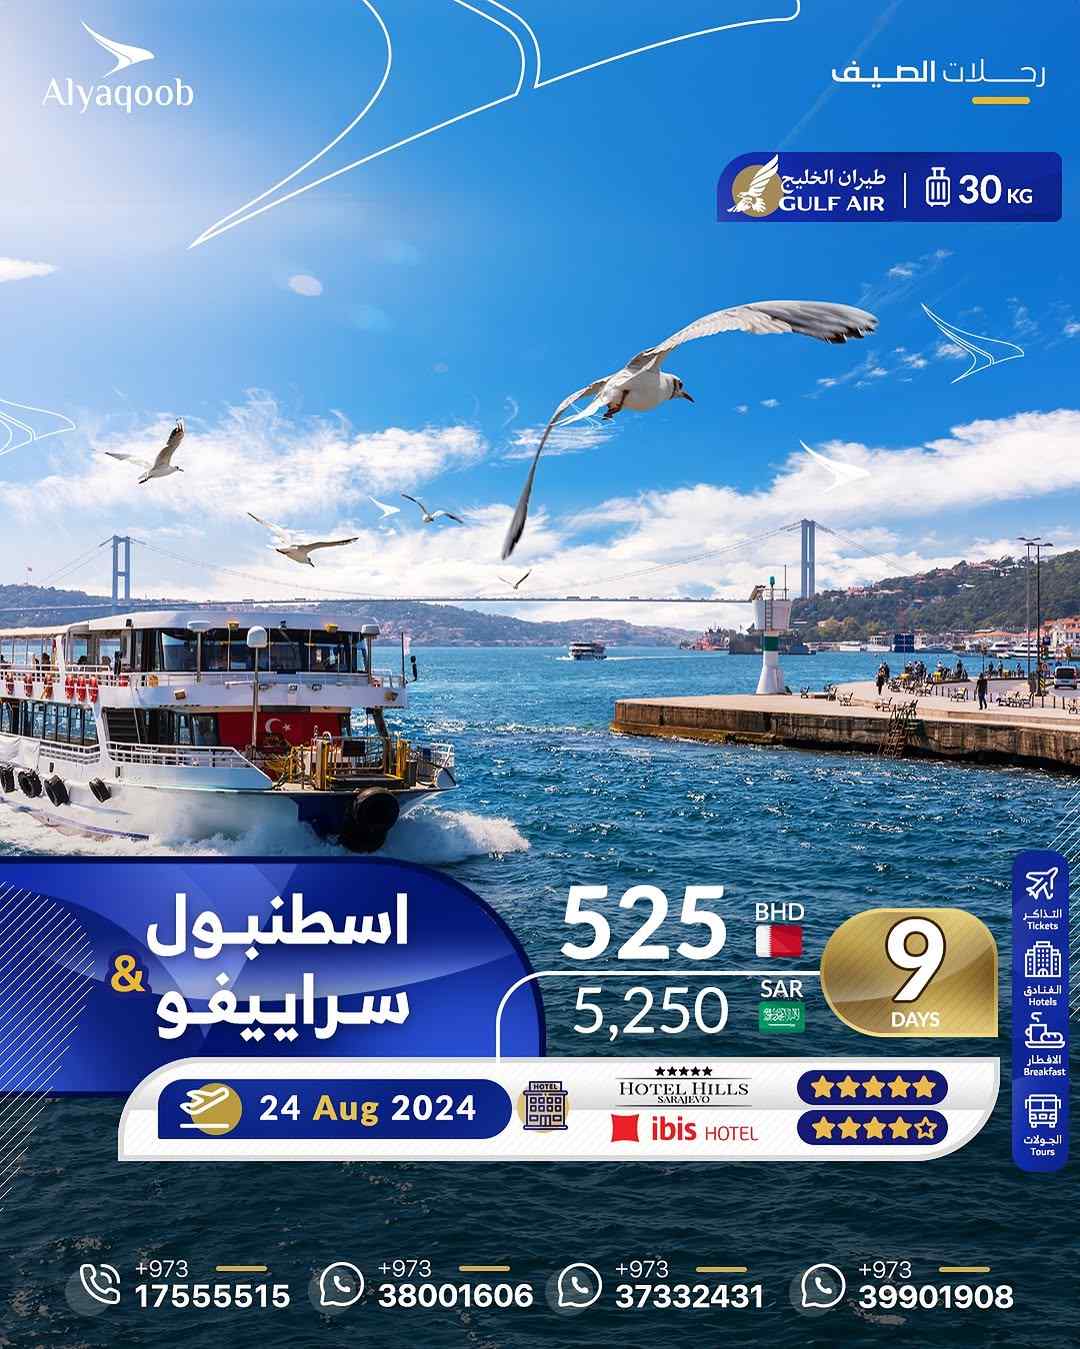 Alyaqoob
رحلات الصيف
طيران الخليج
GULF AIR
30 KG
اسطنبول
&
سراييفو
525 BHD
5,250 SAR
9
DAYS
التذاكر
Tickets
الفنادق
Hotels
الافطار
Breakfast
الجولات
Tours
24 Aug 2024
HOTEL
HOTEL HILLS
SARAJEVO
ibis HOTEL
+973
17555515
+973
38001606
+973
37332431
+973
39901908